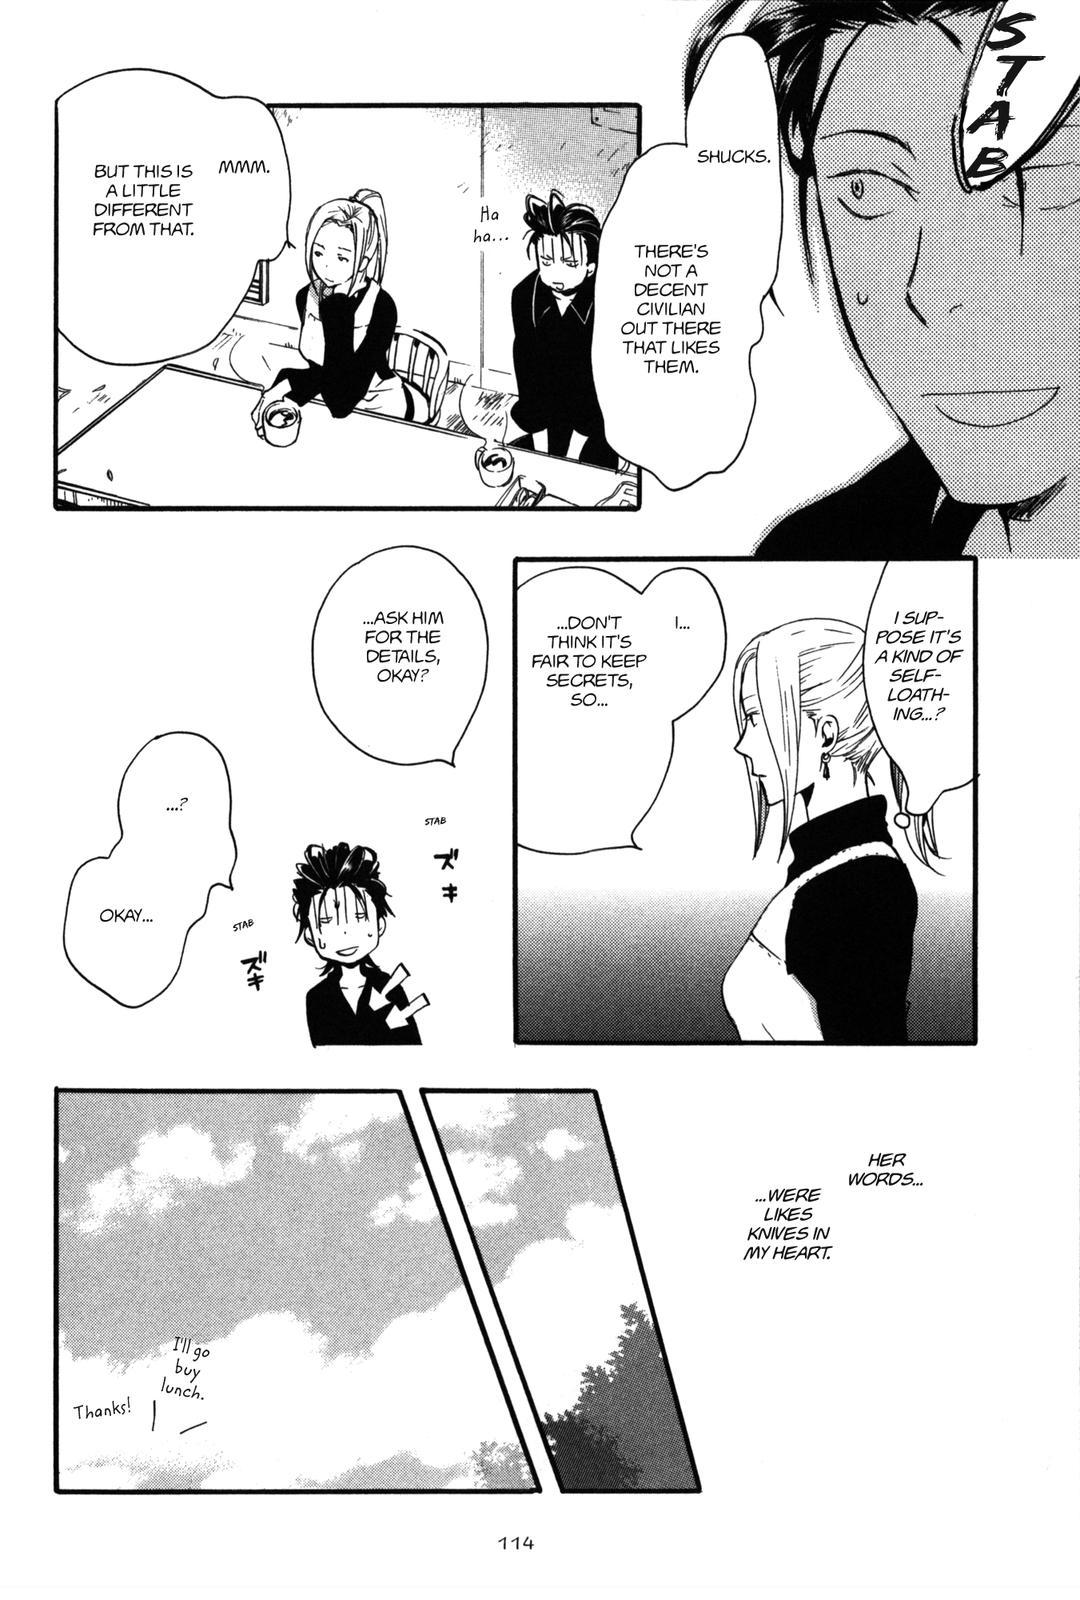 STAB
SHUCKS.
THERE'S
NOT A
DECENT
CIVILIAN
OUT THERE
THAT LIKES
THEM.
Ha
ha...
MMM.
BUT THIS IS
A LITTLE
DIFFERENT
FROM THAT.
I SUP-
POSE IT'S
A KIND OF
SELF-
LOATH-
ING...?
I...
...DON'T
THINK IT'S
FAIR TO KEEP
SECRETS,
SO...
...ASK HIM
FOR THE
DETAILS,
OKAY?
STAB
ズキ
...?
OKAY...
STAB
ズキ
HER
WORDS...
...WERE
LIKES
KNIVES IN
MY HEART.
I'll go
buy
lunch.
Thanks!
114